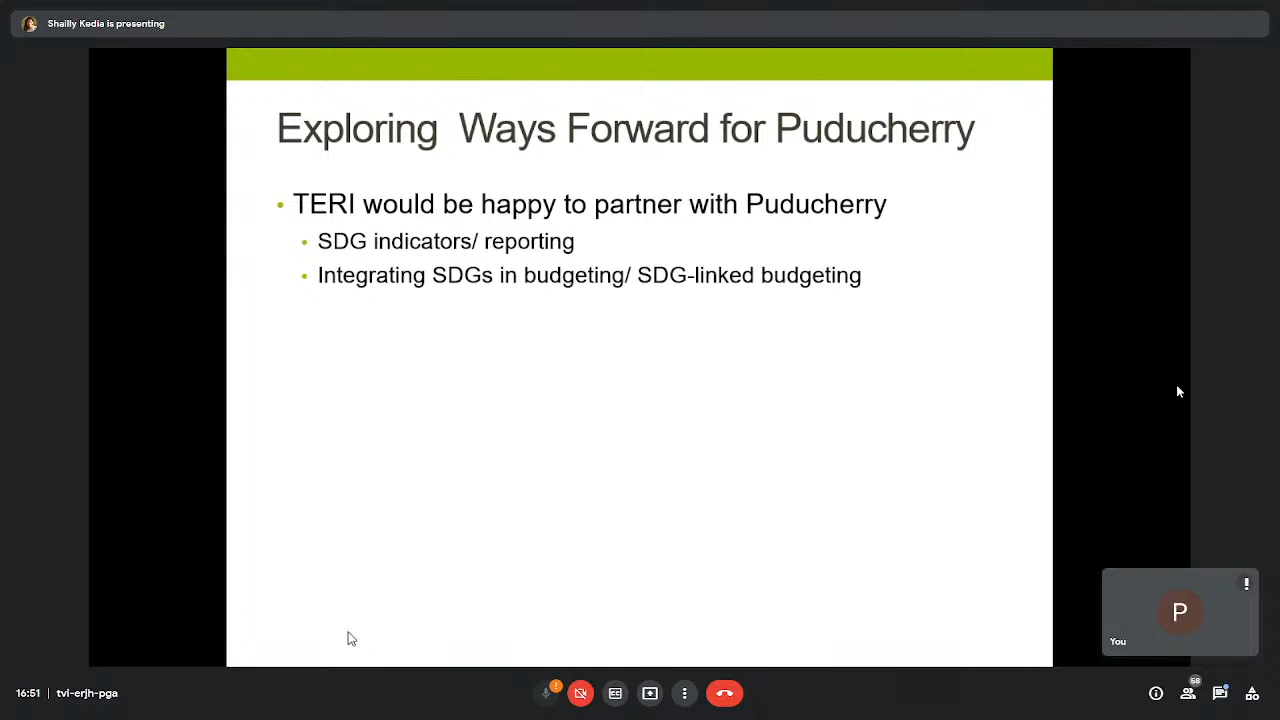 Shailly Kedia is presenting
Exploring  Ways Forward for Puducherry
• TERI would be happy to partner with Puducherry
• SDG indicators/ reporting
• Integrating SDGs in budgeting/ SDG-linked budgeting
P
You
58
16:51 | tvi-erjh-pga